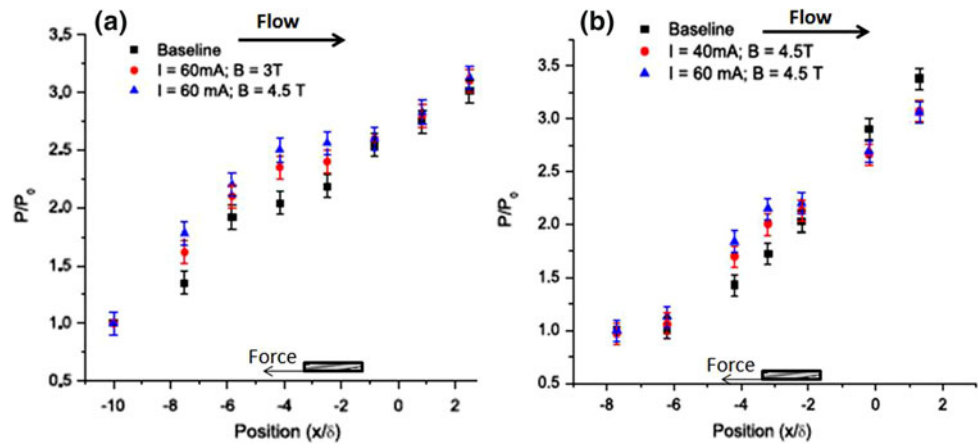 (a)
Flow
Baseline
I = 60mA; B = 3T
I = 60 mA; B = 4.5 T
3,5
3,0
2,5
2,0
1,5
1,0
0,5
P/P0
Force
-10 -8 -6 -4 -2 0 2
Position (x/δ)
(b)
Flow
Baseline
I = 40mA; B = 4.5T
I = 60 mA; B = 4.5 T
3.5
3.0
2.5
2.0
1.5
1.0
0.5
P/P0
Force
-8 -6 -4 -2 0 2
Position (x/δ)